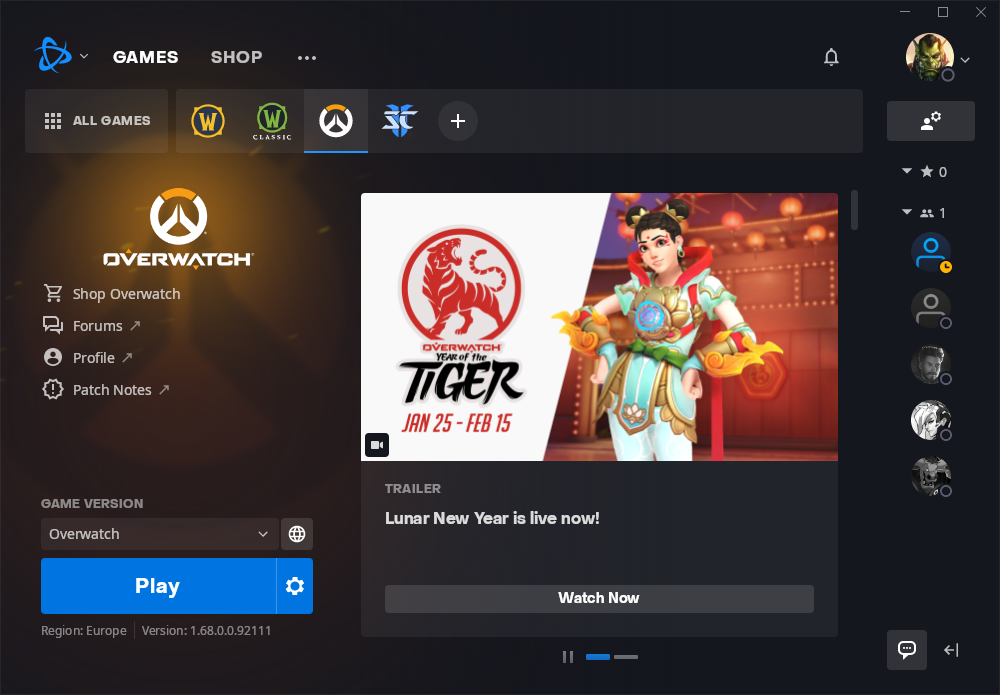 GAMES
SHOP
ALL GAMES
W
W
CLASSIC
SC
0
1
OVERWATCH
Shop Overwatch
Forums
Profile
Patch Notes
OVERWATCH
YEAR of the
TIGER
JAN 25 - FEB 15
TRAILER
Lunar New Year is live now!
Watch Now
GAME VERSION
Overwatch
Play
Region: Europe
Version: 1.68.0.0.92111